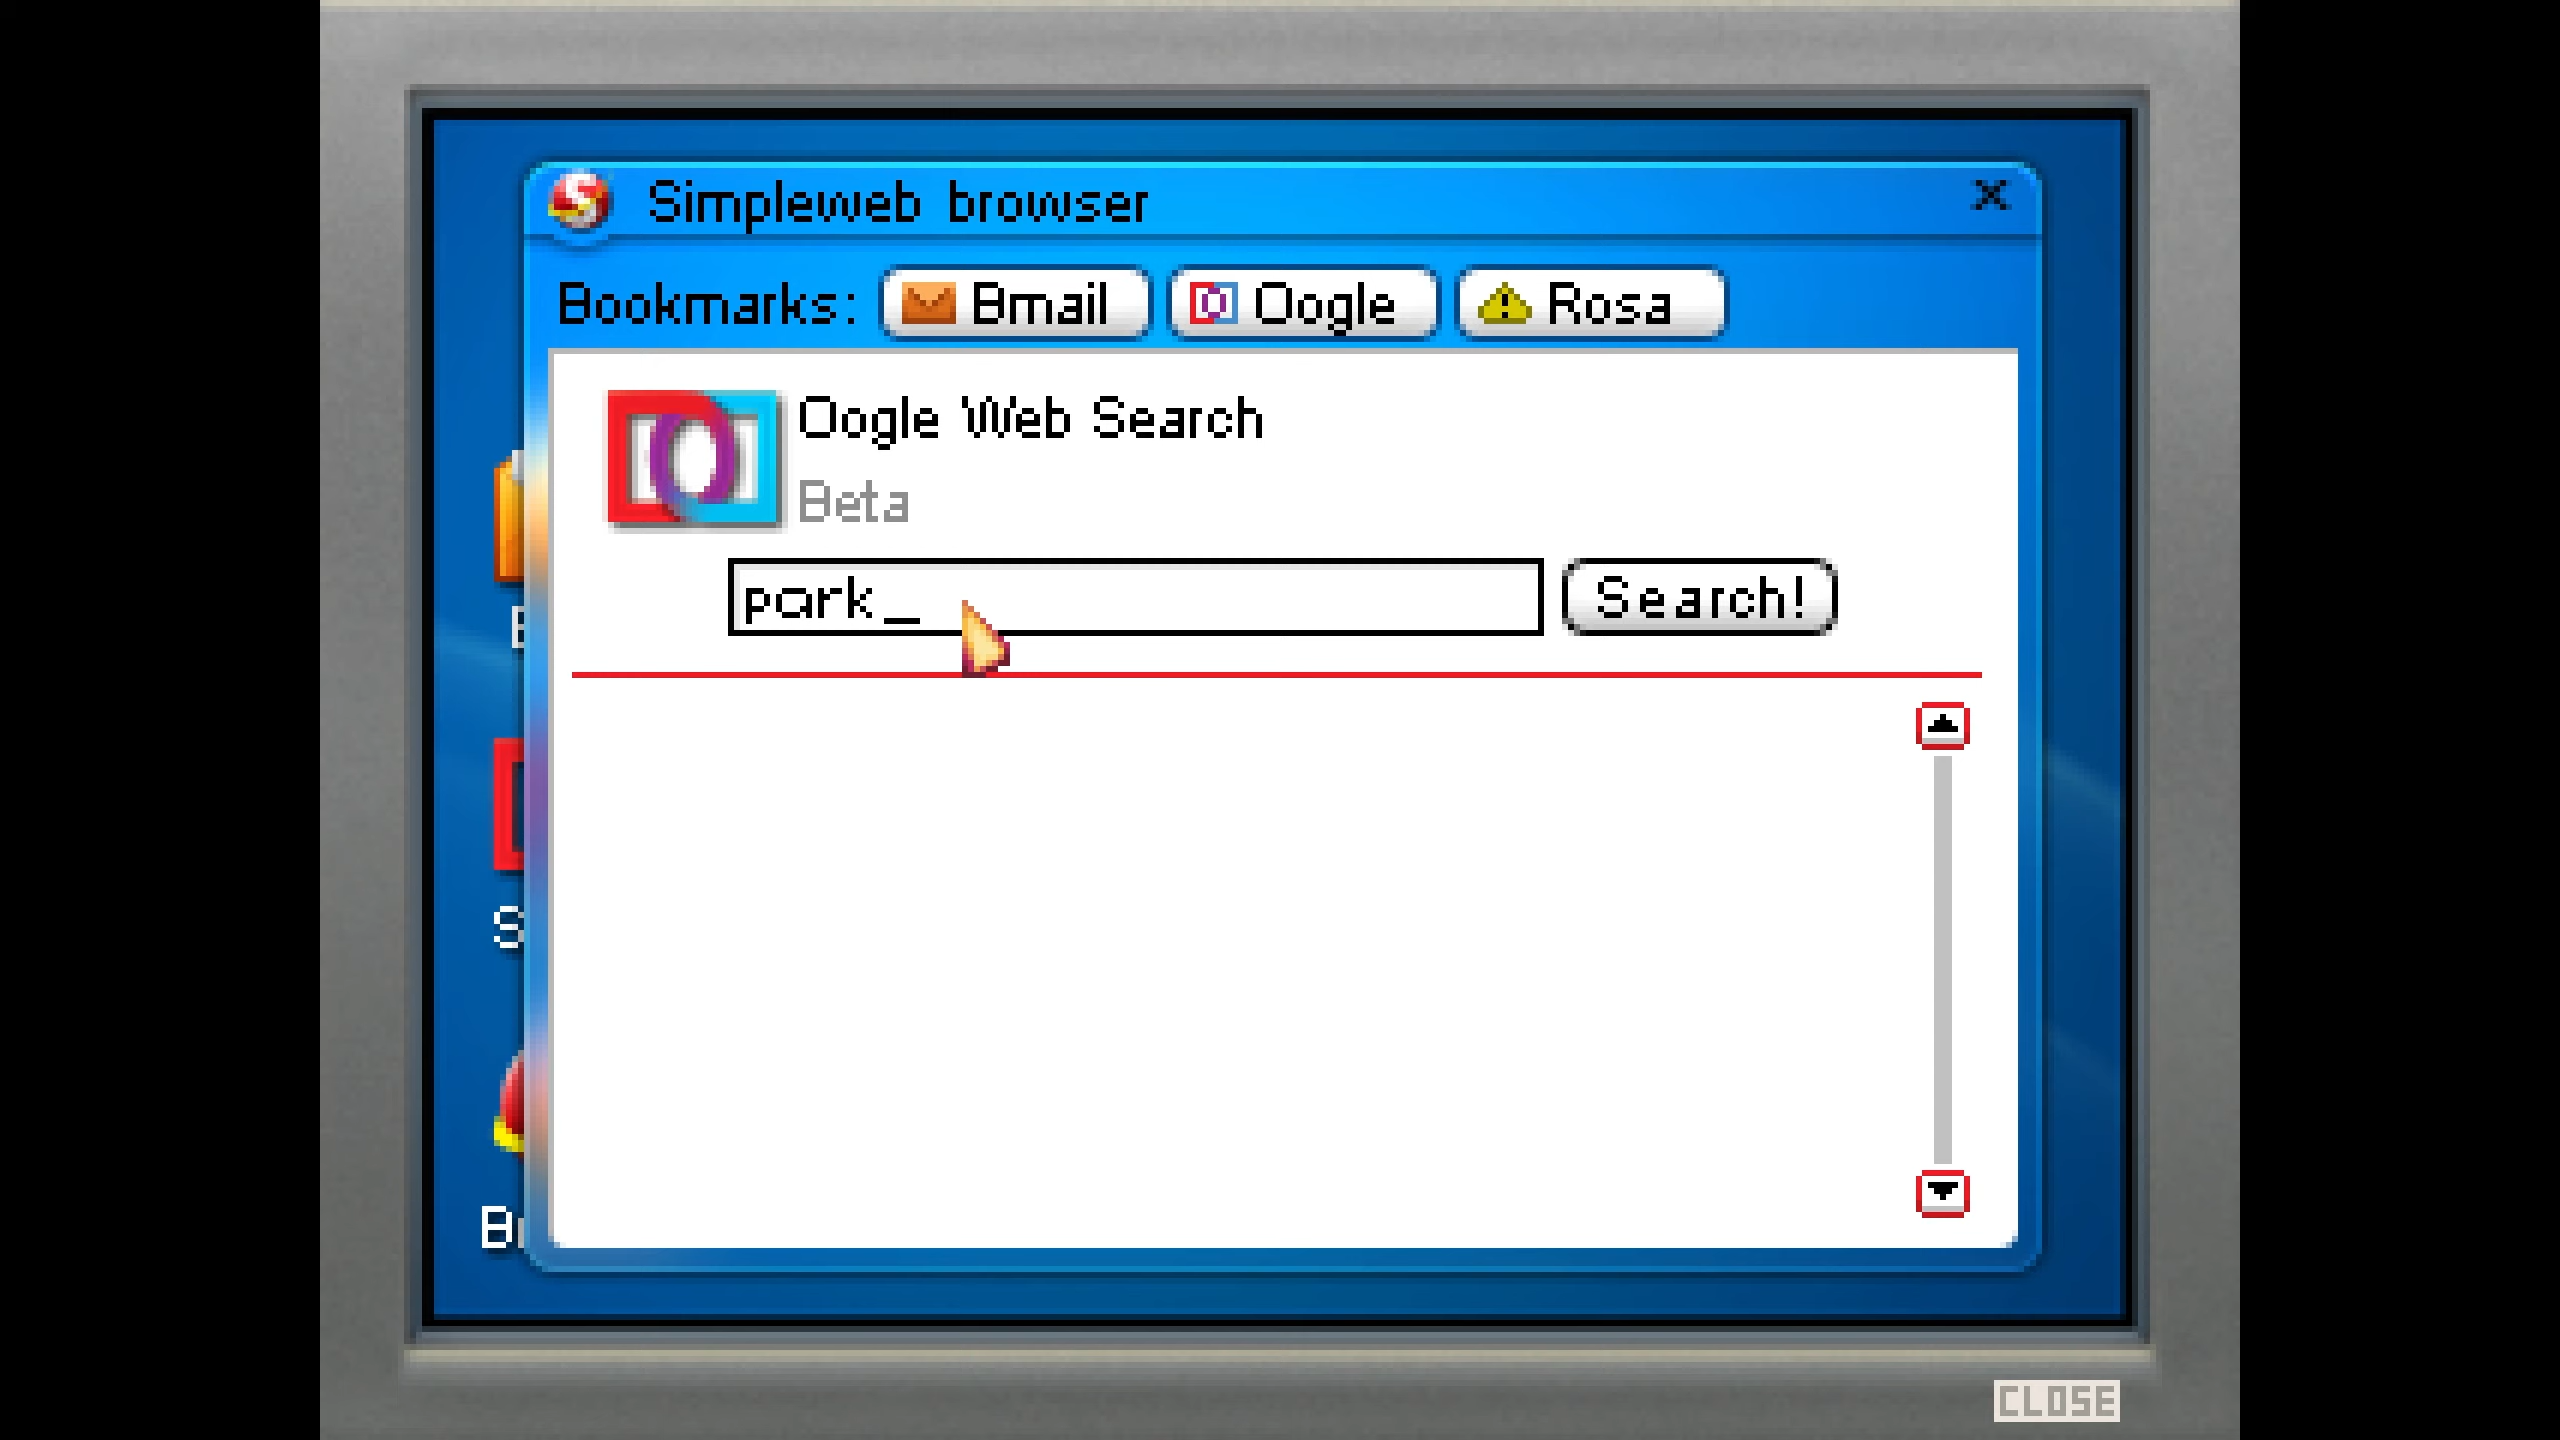 Simpleweb browser
Bookmarks: Bmail Oogle Rosa
Oogle Web Search
Beta
park_ Search!
CLOSE